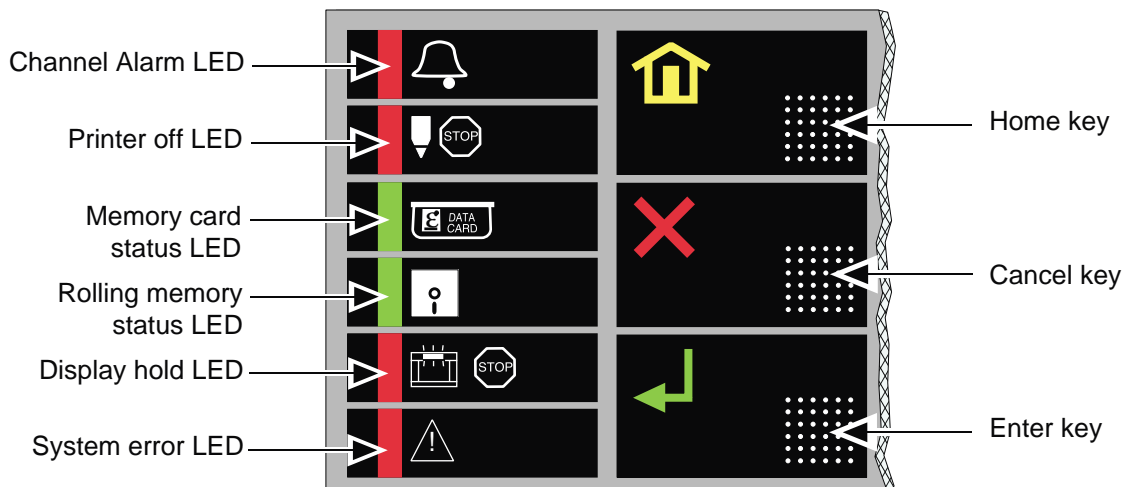 Channel Alarm LED
Printer off LED
STOP
Memory card
status LED
DATA
CARD
Rolling memory
status LED
Display hold LED
STOP
System error LED
!
Home key
Cancel key
Enter key